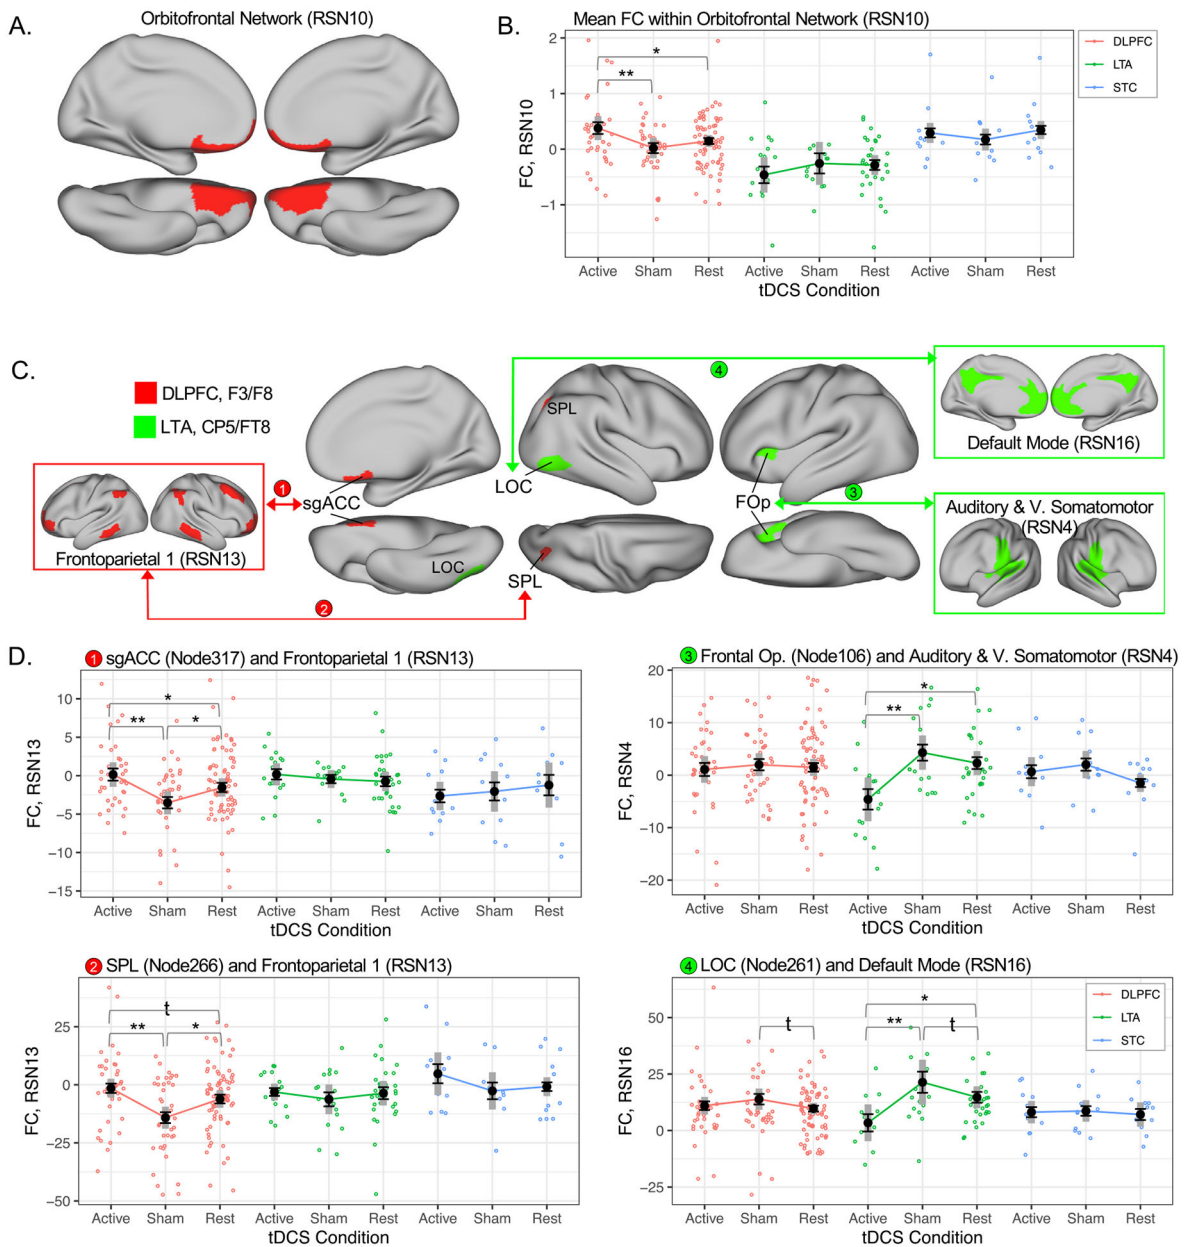 A.
Orbitofrontal Network (RSN10)
B.
Mean FC within Orbitofrontal Network (RSN10)
FC, RSN10
2
1
0
−1
*
**
Active Sham Rest Active Sham Rest Active Sham Rest
tDCS Condition
DLPFC
LTA
STC
C.
DLPFC, F3/F8
LTA, CP5/FT8
1
Frontoparietal 1 (RSN13)
sgACC
LOC
SPL
LOC
SPL
2
4
FOp
3
Default Mode (RSN16)
Auditory & V. Somatomotor
(RSN4)
D.
1 sgACC (Node317) and Frontoparietal 1 (RSN13)
FC, RSN13
10
5
0
−5
−10
−15
*
** *
Active Sham Rest Active Sham Rest Active Sham Rest
tDCS Condition
3 Frontal Op. (Node106) and Auditory & V. Somatomotor (RSN4)
FC, RSN4
20
10
0
−10
−20
*
**
Active Sham Rest Active Sham Rest Active Sham Rest
tDCS Condition
2 SPL (Node266) and Frontoparietal 1 (RSN13)
FC, RSN13
25
0
−25
−50
ŧ
** *
Active Sham Rest Active Sham Rest Active Sham Rest
tDCS Condition
4 LOC (Node261) and Default Mode (RSN16)
FC, RSN16
50
25
0
−25
*
ŧ ** ŧ
DLPFC
LTA
STC
Active Sham Rest Active Sham Rest Active Sham Rest
tDCS Condition